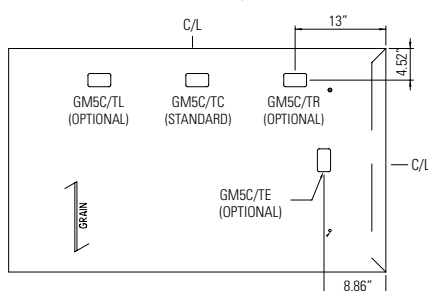 C/L
13"
4.52"
GM5C/TL
(OPTIONAL)
GM5C/TC
(STANDARD)
GM5C/TR
(OPTIONAL)
C/L
GM5C/TE
(OPTIONAL)
GRAIN
8.86"